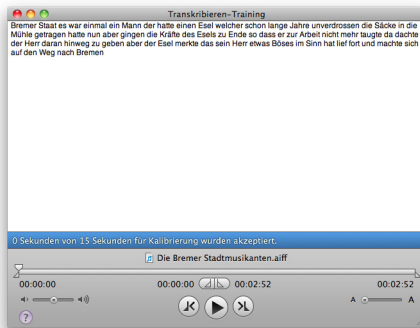 Transkribieren-Training
Bremer Staat es war einmal ein Mann der hatte einen Esel welcher schon lange Jahre unverdrossen die Säcke in die
Mühle getragen hatte nun aber gingen die Kräfte des Esels zu Ende so dass er zur Arbeit nicht mehr taugte da dachte
der Herr daran hinweg zu geben aber der Esel merkte das sein Herr etwas Böses im Sinn hat lief fort und machte sich
auf den Weg nach Bremen
0 Sekunden von 15 Sekunden für Kalibrierung wurden akzeptiert.
Die Bremer Stadtmusikanten.aiff
00:00:00 00:00:00 00:02:52 00:02:52
A A
?